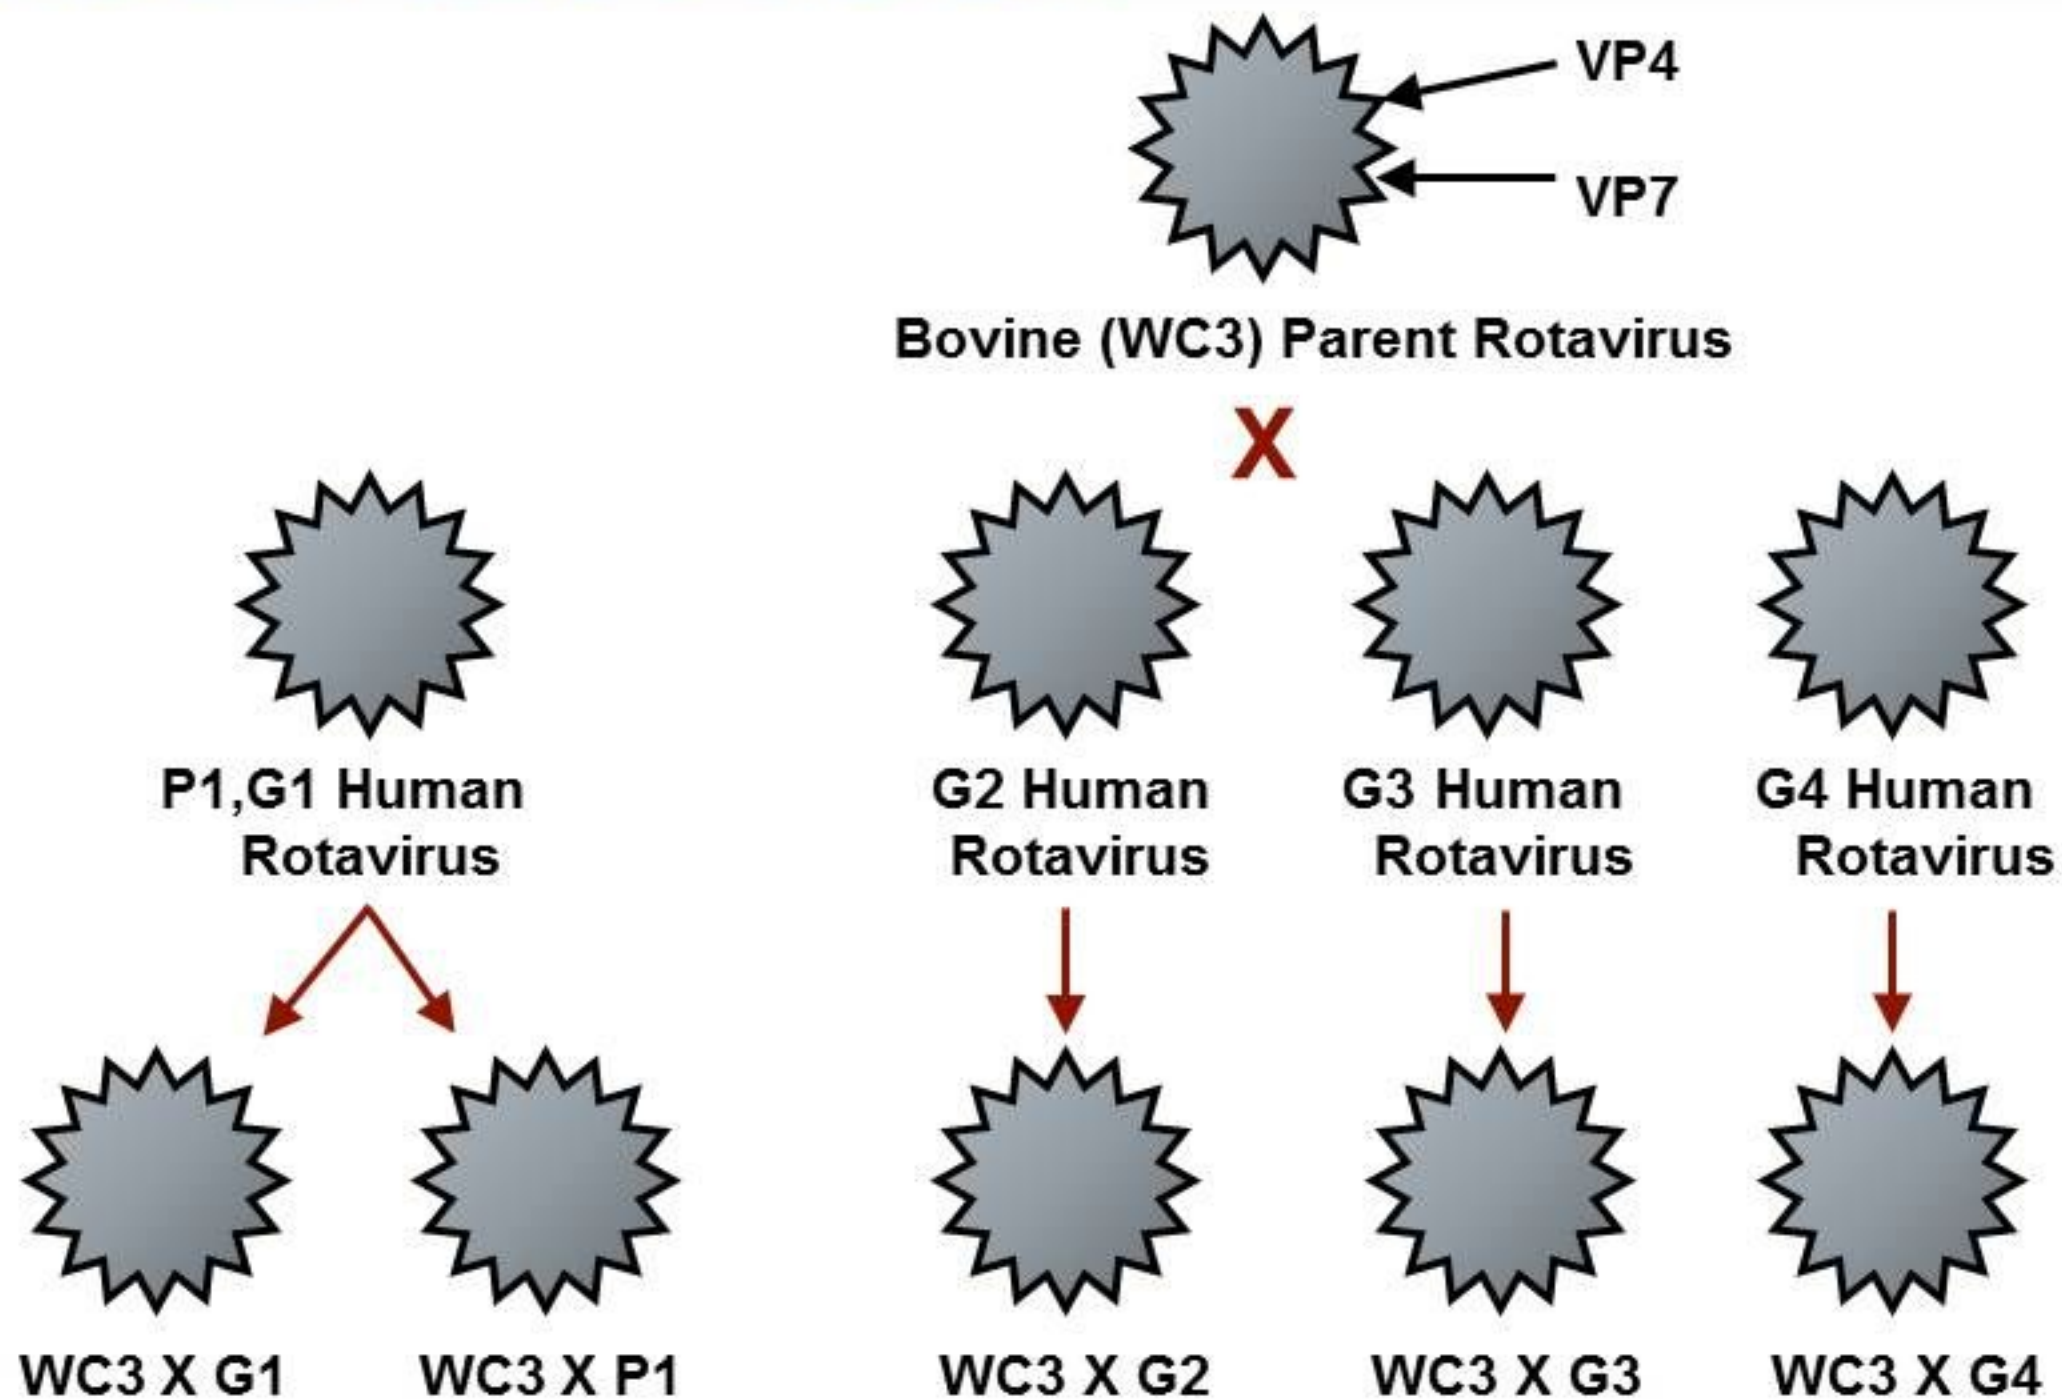 VP4
VP7
Bovine (WC3) Parent Rotavirus
X
P1,G1 Human
Rotavirus
G2 Human
Rotavirus
G3 Human
Rotavirus
G4 Human
Rotavirus
WC3 X G1
WC3 X P1
WC3 X G2
WC3 X G3
WC3 X G4